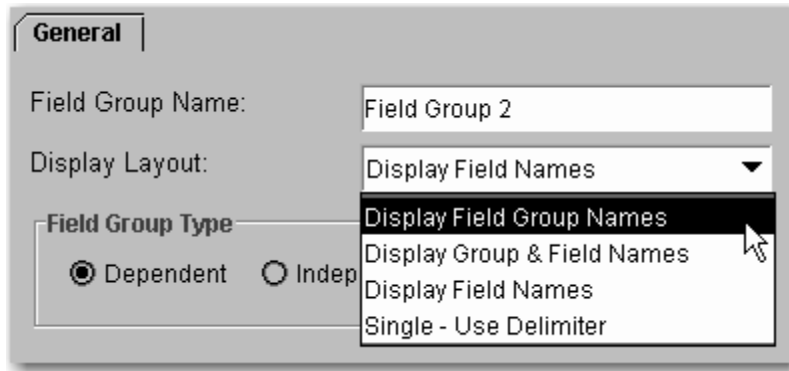 General
Field Group Name:
Field Group 2
Display Layout:
Display Field Names
Display Field Group Names
Display Group & Field Names
Display Field Names
Single - Use Delimiter
Field Group Type
Dependent
Indep